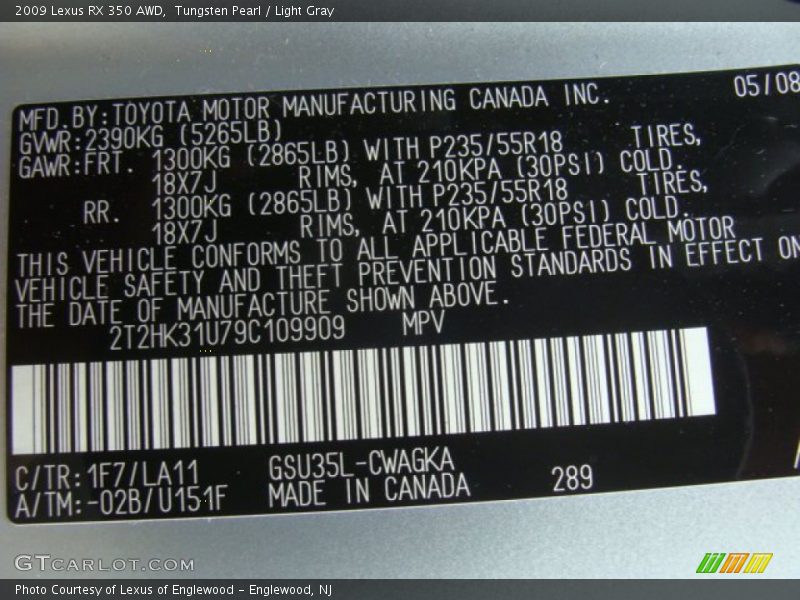 2009 Lexus RX 350 AWD, Tungsten Pearl / Light Gray
MFD.BY:TOYOTA MOTOR MANUFACTURING CANADA INC. 05/08
GVWR:2390KG (5265LB)
GAWR:FRT. 1300KG (2865LB) WITH P235/55R18 TIRES,
18X7J RIMS, AT 210KPA (30PSI) COLD.
RR. 1300KG (2865LB) WITH P235/55R18 TIRES,
18X7J RIMS, AT 210KPA (30PSI) COLD.
THIS VEHICLE CONFORMS TO ALL APPLICABLE FEDERAL MOTOR
VEHICLE SAFETY AND THEFT PREVENTION STANDARDS IN EFFECT ON
THE DATE OF MANUFACTURE SHOWN ABOVE.
2T2HK31U79C109909 MPV
C/TR:1F7/LA11 GSU35L-CWAGKA
A/TM:-02B/U151F MADE IN CANADA 289
GTCARLOT.COM
Photo Courtesy of Lexus of Englewood - Englewood, NJ